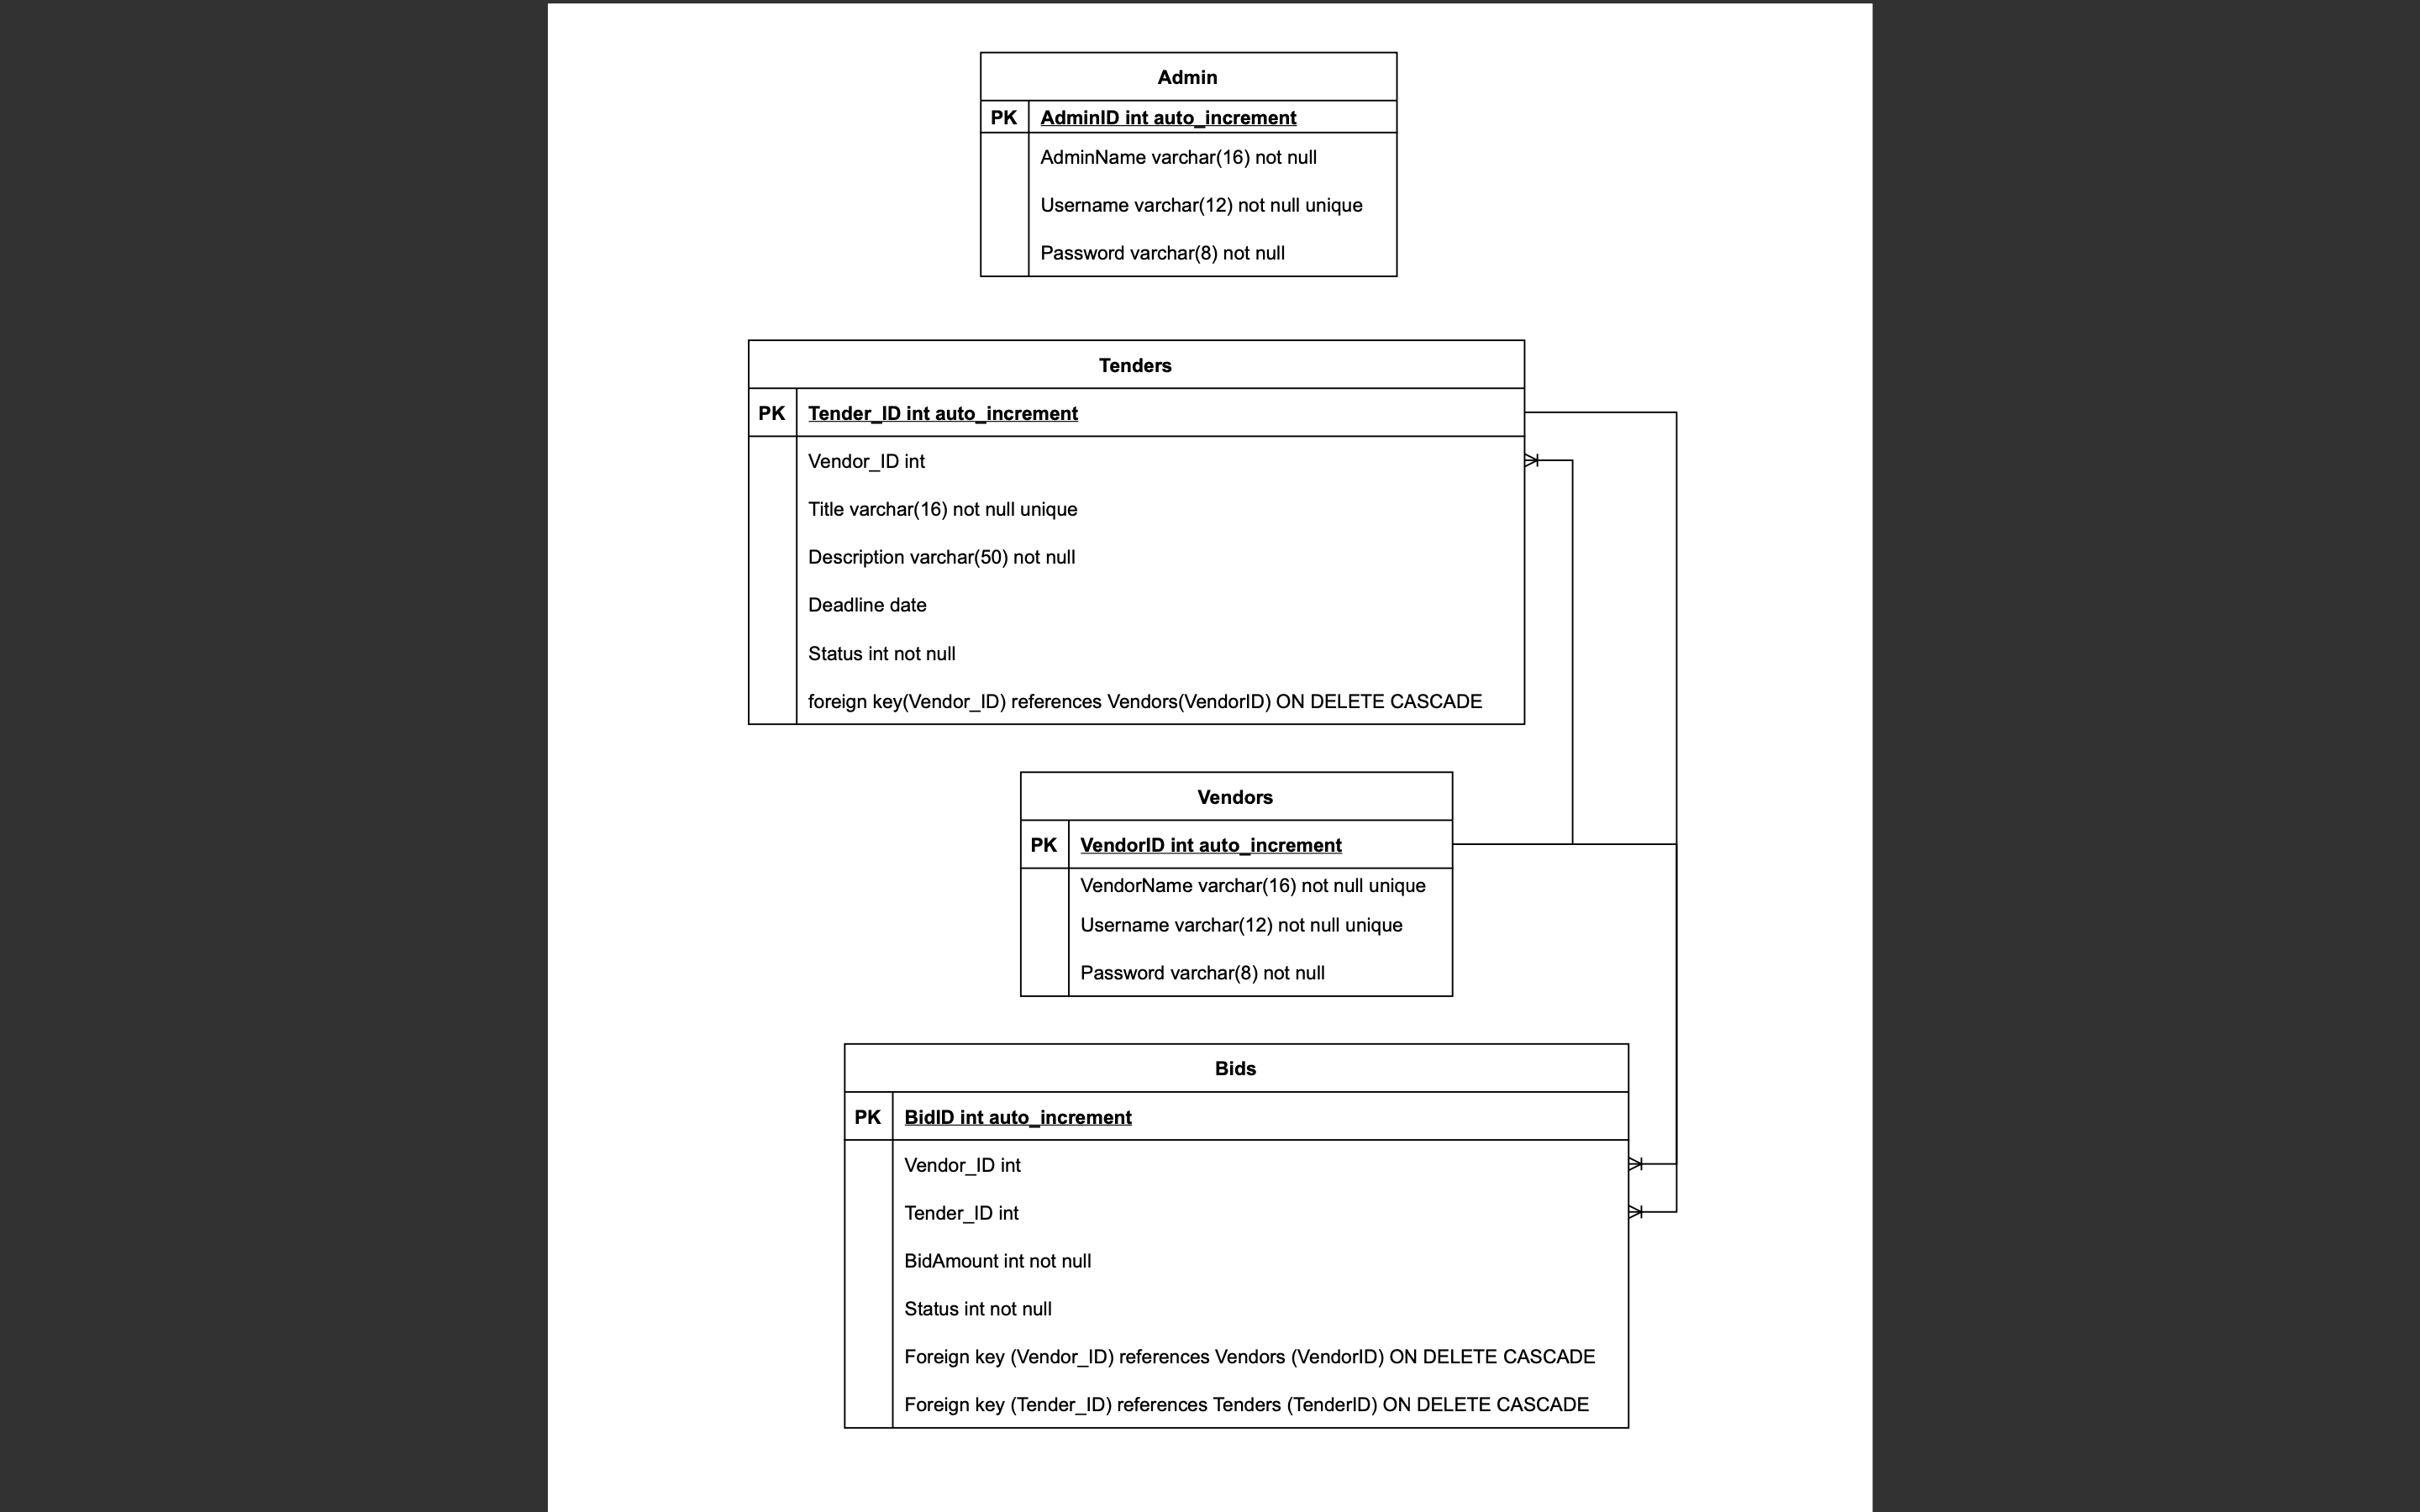 Admin
PK AdminID int auto_increment
AdminName varchar(16) not null
Username varchar(12) not null unique
Password varchar(8) not null
Tenders
PK Tender_ID int auto_increment
Vendor_ID int
Title varchar(16) not null unique
Description varchar(50) not null
Deadline date
Status int not null
foreign key(Vendor_ID) references Vendors(VendorID) ON DELETE CASCADE
Vendors
PK VendorID int auto_increment
VendorName varchar(16) not null unique
Username varchar(12) not null unique
Password varchar(8) not null
Bids
PK BidID int auto_increment
Vendor_ID int
Tender_ID int
BidAmount int not null
Status int not null
Foreign key (Vendor_ID) references Vendors (VendorID) ON DELETE CASCADE
Foreign key (Tender_ID) references Tenders (TenderID) ON DELETE CASCADE